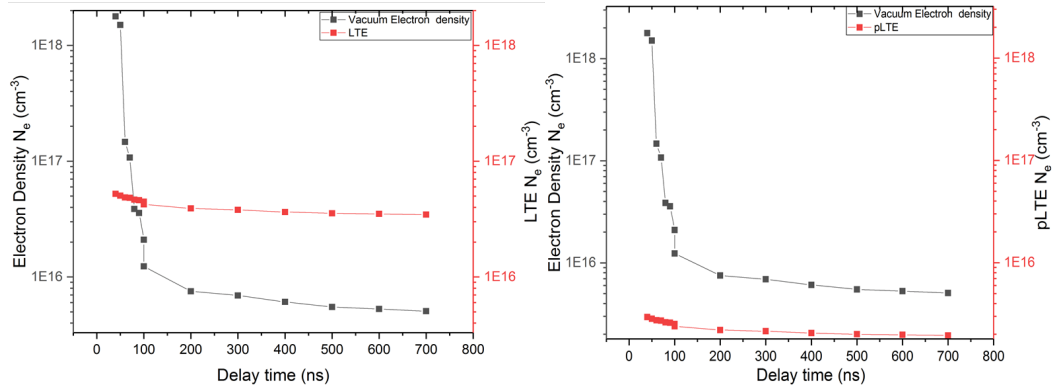 Vacuum Electron density
LTE
1E18
1E17
1E16
1E18
1E17
1E16
Electron Density Nₑ (cm⁻³)
LTE Nₑ (cm⁻³)
0 100 200 300 400 500 600 700 800
Delay time (ns)
Vacuum Electron density
pLTE
1E18
1E17
1E16
1E18
1E17
1E16
Electron Density Nₑ (cm⁻³)
pLTE Nₑ (cm⁻³)
0 100 200 300 400 500 600 700 800
Delay time (ns)